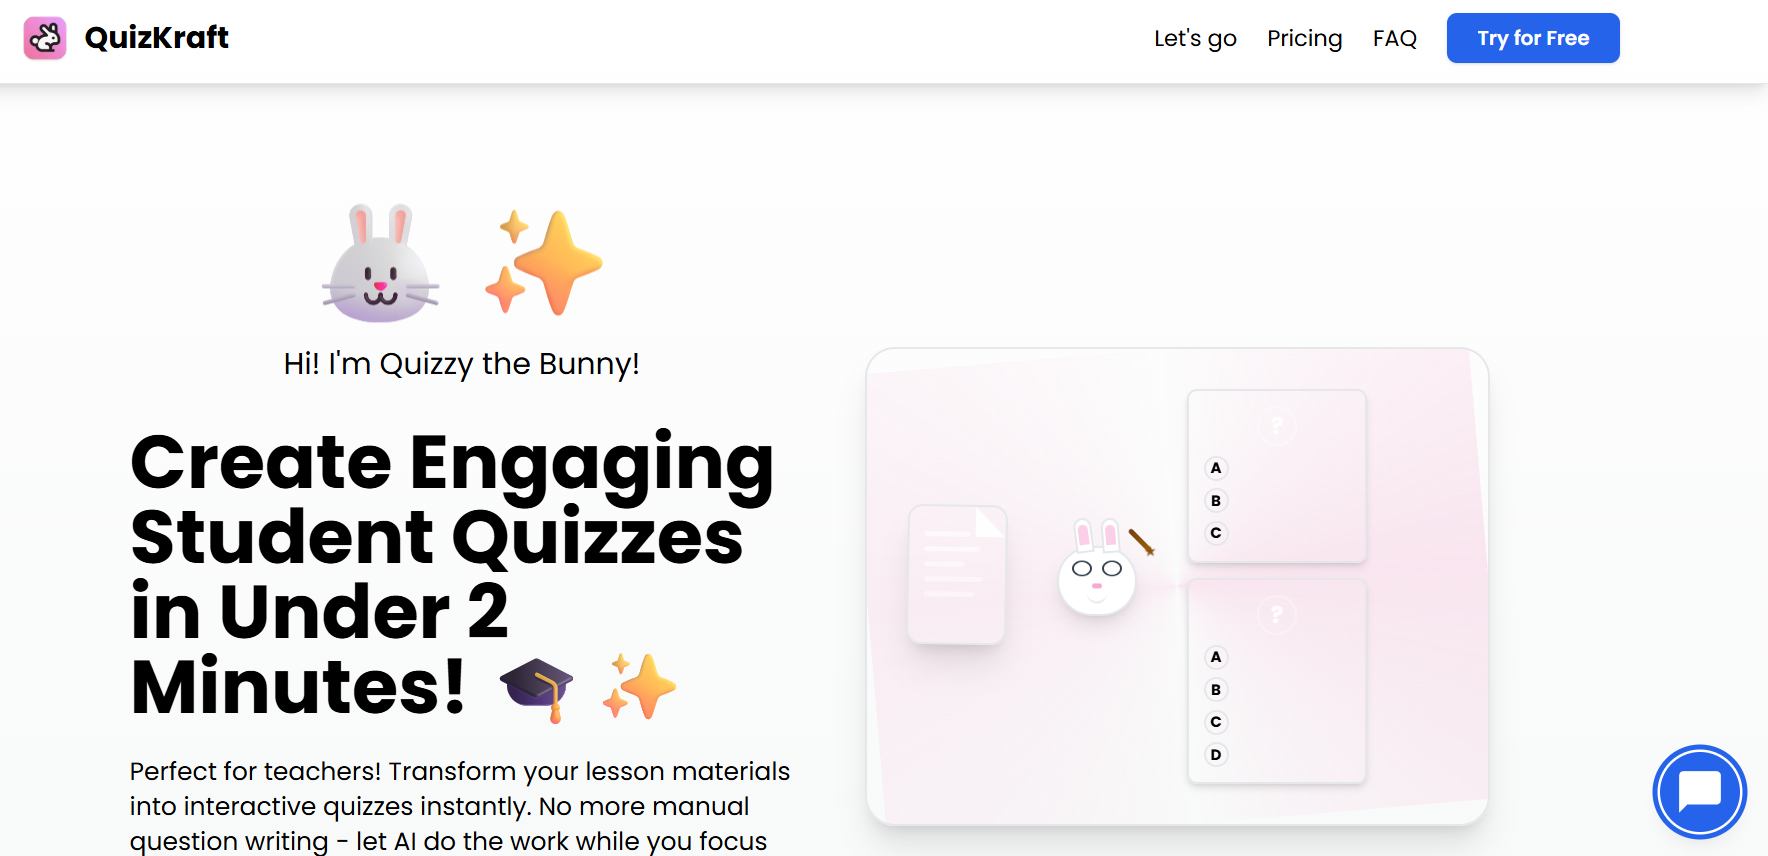 QuizKraft
Let's go
Pricing
FAQ
Try for Free
Hi! I'm Quizzy the Bunny!
Create Engaging
Student Quizzes
in Under 2
Minutes!
Perfect for teachers! Transform your lesson materials
into interactive quizzes instantly. No more manual
question writing - let AI do the work while you focus
?
A
B
C
?
A
B
C
D